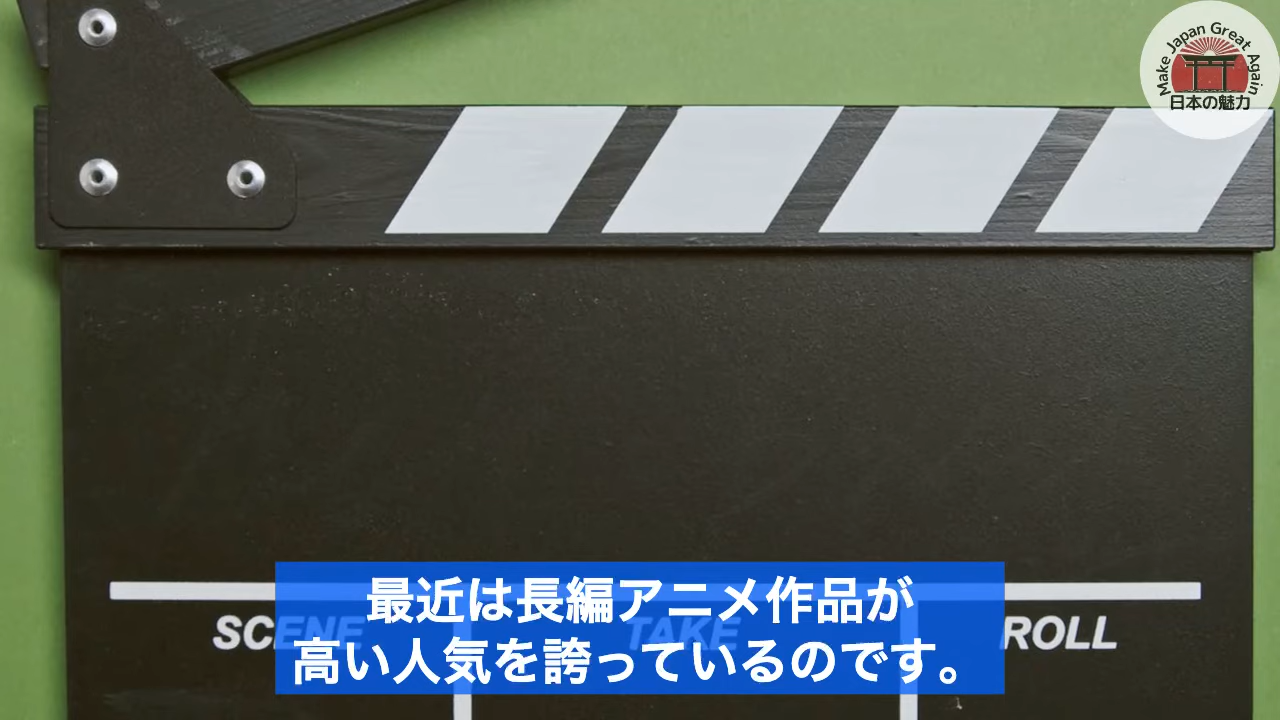 Make Japan Great Again
日本の魅力
最近は長編アニメ作品が
高い人気を誇っているのです。
SCENE
TAKE
ROLL